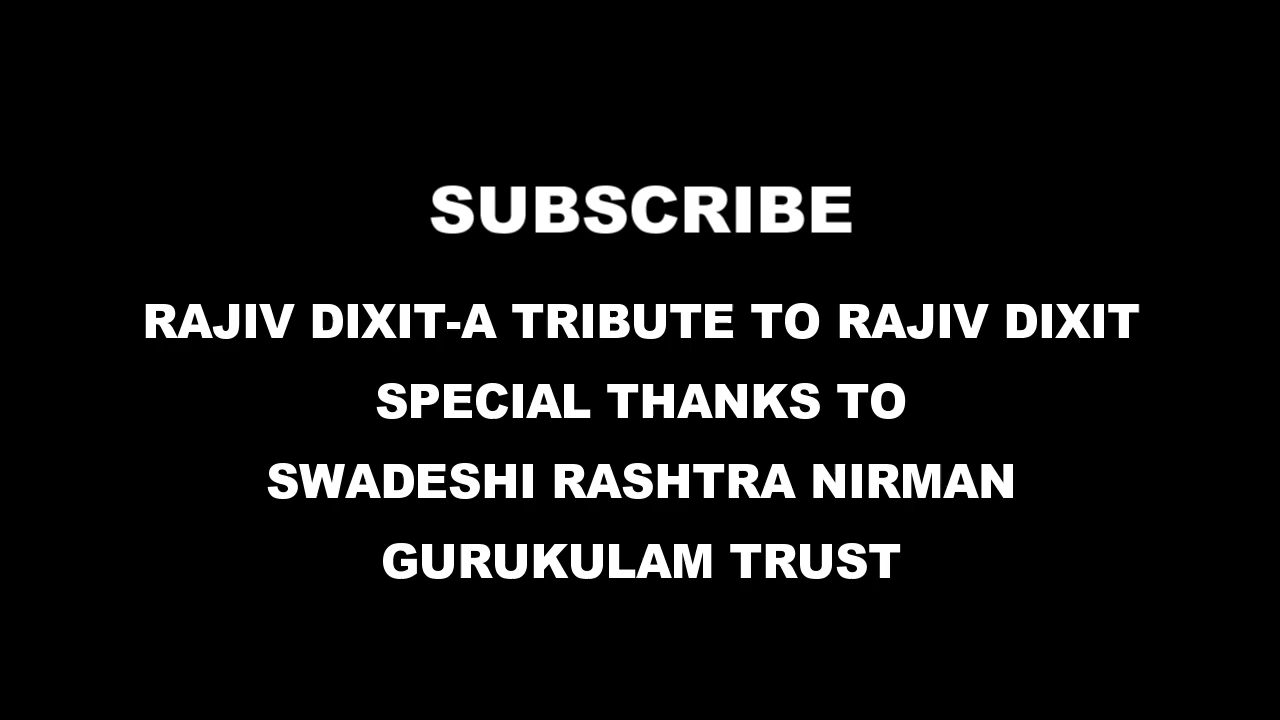 SUBSCRIBE
RAJIV DIXIT-A TRIBUTE TO RAJIV DIXIT
SPECIAL THANKS TO
SWADESHI RASHTRA NIRMAN
GURUKULAM TRUST